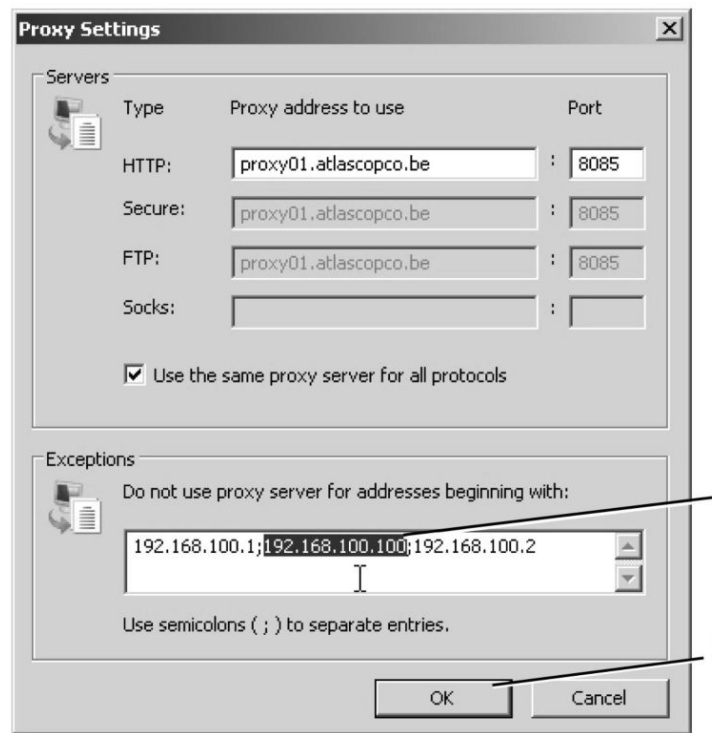 Proxy Settings
Servers
Type Proxy address to use Port
HTTP: proxy01.atlascopco.be : 8085
Secure: proxy01.atlascopco.be : 8085
FTP: proxy01.atlascopco.be : 8085
Socks: :
Use the same proxy server for all protocols
Exceptions
Do not use proxy server for addresses beginning with:
192.168.100.1;192.168.100.100;192.168.100.2
Use semicolons ( ; ) to separate entries.
OK Cancel